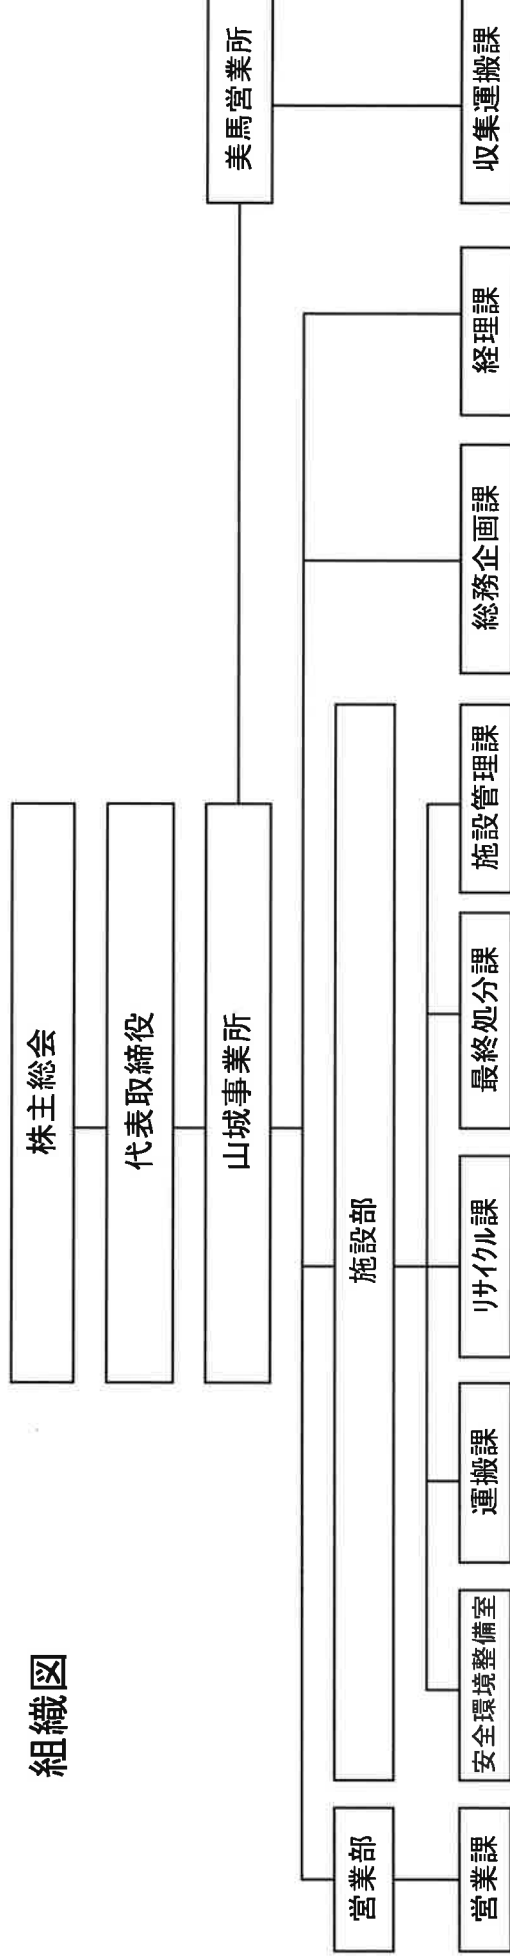 組織図
株主総会
代表取締役
山城事業所
美馬営業所
営業部
施設部
営業課
安全環境整備室
運搬課
リサイクル課
最終処分課
施設管理課
総務企画課
経理課
収集運搬課